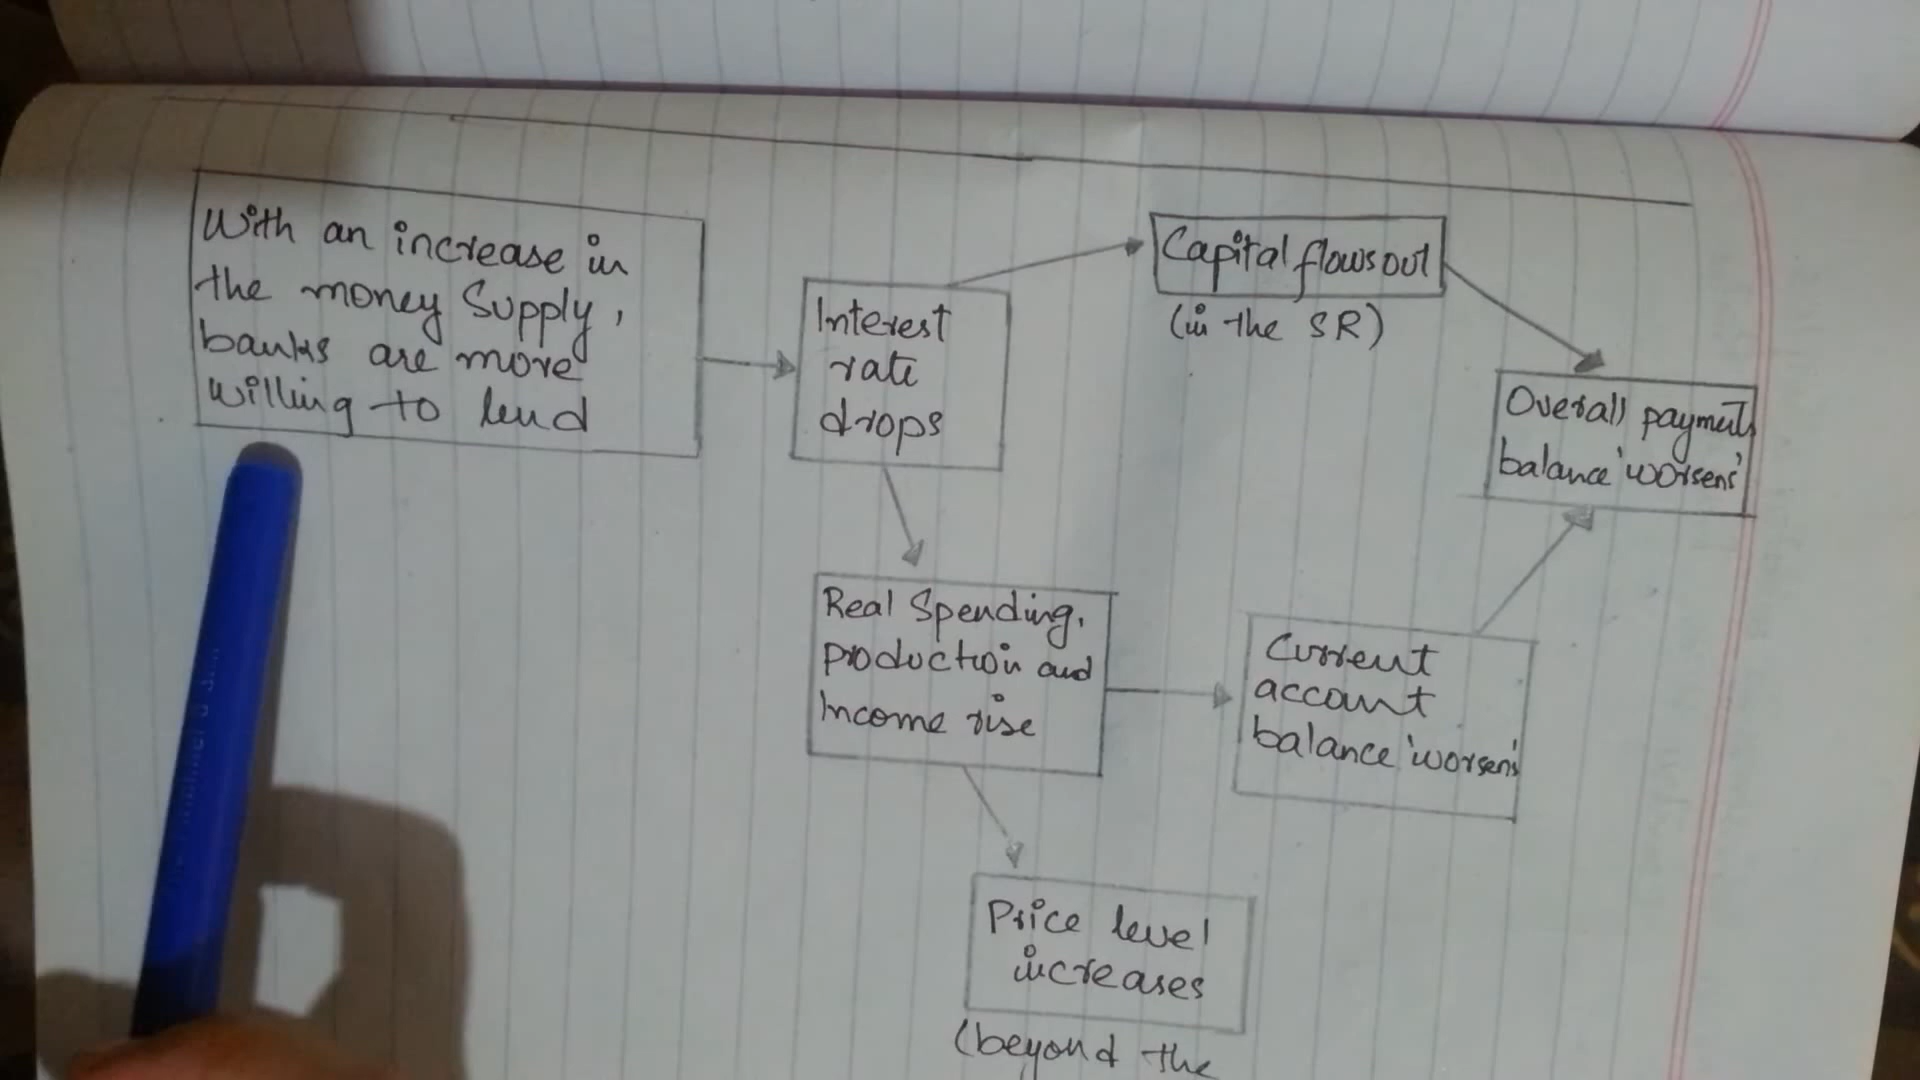 With an increase in
the money Supply,
banks are more
willing to lend
Interest
rate
drops
Capital flows out
(in the SR)
Overall payments
balance 'worsens'
Real Spending,
production and
Income rise
Current
account
balance 'worsens'
Price level
increases
(beyond the